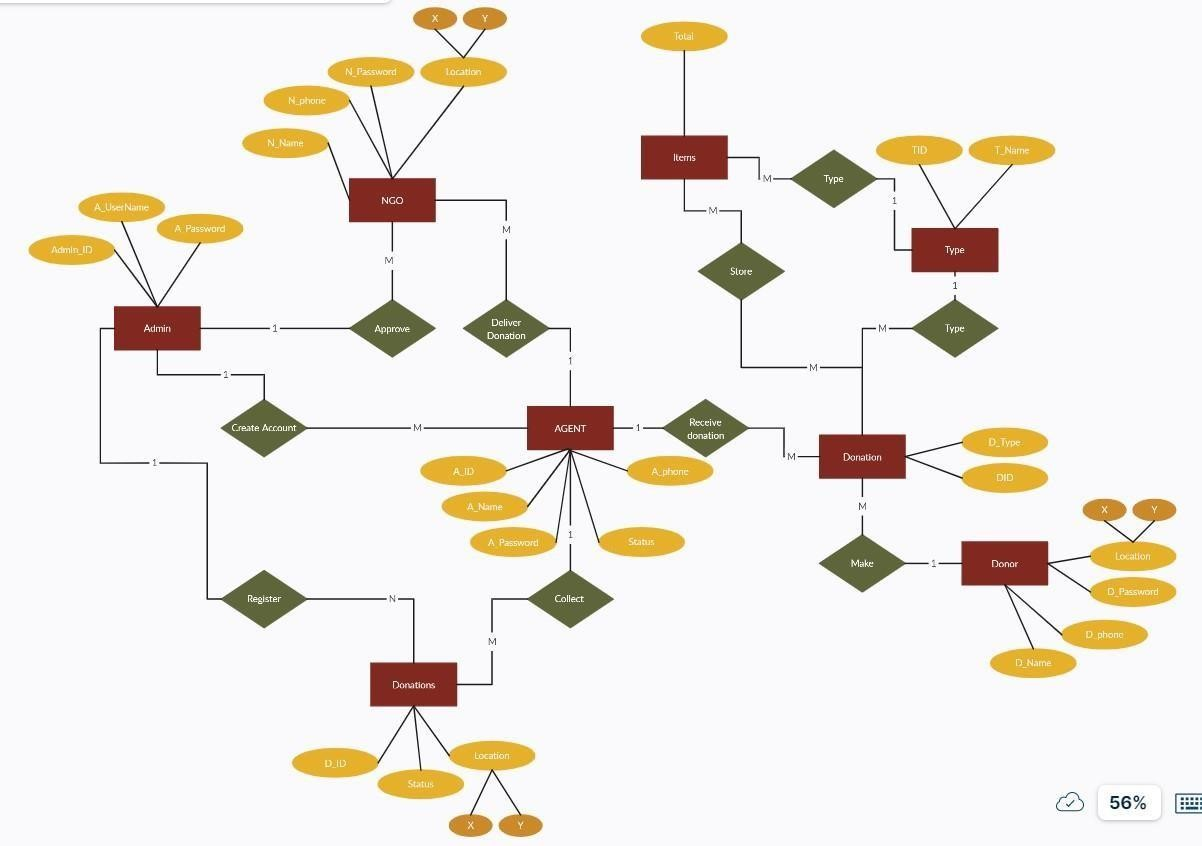 X
Y
Total
N_Password
Location
N_phone
N_Name
TID
T_Name
Items
M
Type
1
NGO
A_UserName
A_Password
Admin_ID
M
M
M
Type
Store
1
Admin
1
Approve
Deliver
Donation
M
Type
1
M
1
Create Account
M
AGENT
1
Receive
donation
M
Donation
D_Type
DID
1
A_ID
A_phone
A_Name
M
X
Y
A_Password
1
Status
Location
Make
1
Donor
D_Password
Register
N
Collect
D_phone
M
D_Name
Donations
D_ID
Location
Status
X
Y
56%